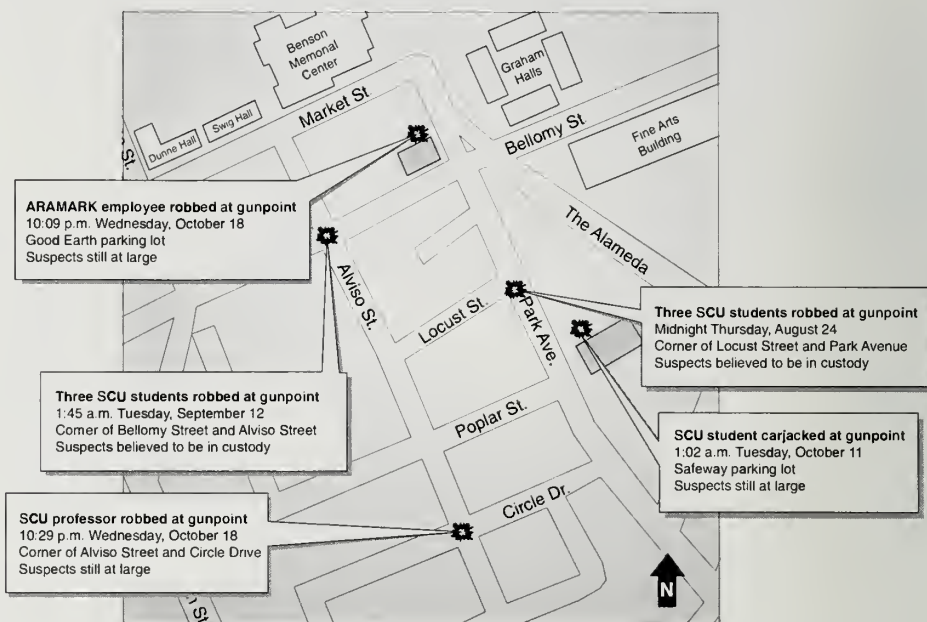 Benson
Memorial
Center
Graham
Halls
Market St.
Swig Hall
Dunne Hall
St.
Bellomy St.
Fine Arts
Building
ARAMARK employee robbed at gunpoint
10:09 p.m. Wednesday, October 18
Good Earth parking lot
Suspects still at large
The Alameda
Alviso St.
Locust St.
Park Ave.
Three SCU students robbed at gunpoint
Midnight Thursday, August 24
Corner of Locust Street and Park Avenue
Suspects believed to be in custody
Three SCU students robbed at gunpoint
1:45 a.m. Tuesday, September 12
Corner of Bellomy Street and Alviso Street
Suspects believed to be in custody
Poplar St.
SCU student carjacked at gunpoint
1:02 a.m. Tuesday, October 11
Safeway parking lot
Suspects still at large
SCU professor robbed at gunpoint
10:29 p.m. Wednesday, October 18
Corner of Alviso Street and Circle Drive
Suspects still at large
Circle Dr.
N
St.